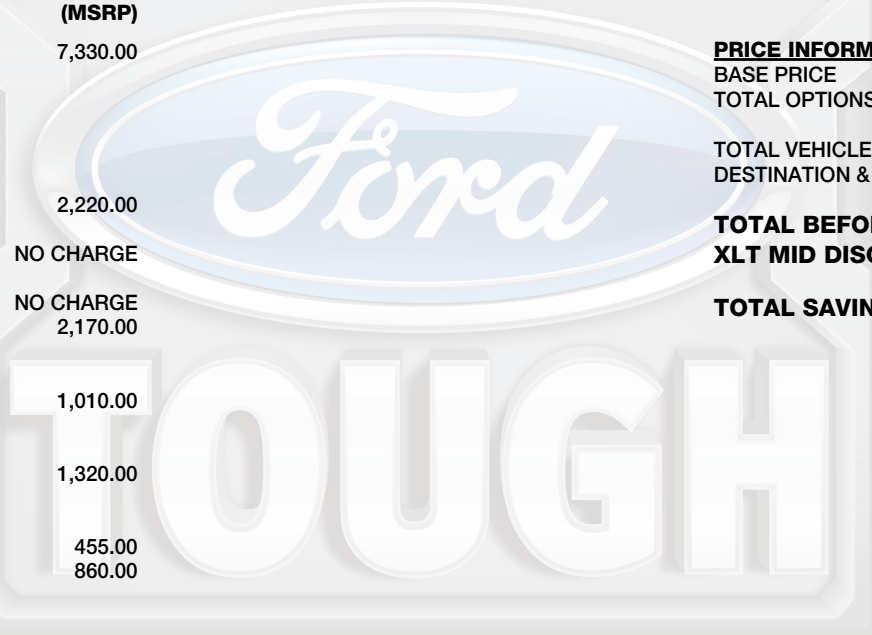 (MSRP)
7,330.00
2,220.00
NO CHARGE
NO CHARGE
2,170.00
1,010.00
1,320.00
455.00
860.00
PRICE INFORM
BASE PRICE
TOTAL OPTIONS
TOTAL VEHICLE
DESTINATION &
TOTAL BEFO
XLT MID DISC
TOTAL SAVIN
Ford
TOUGH